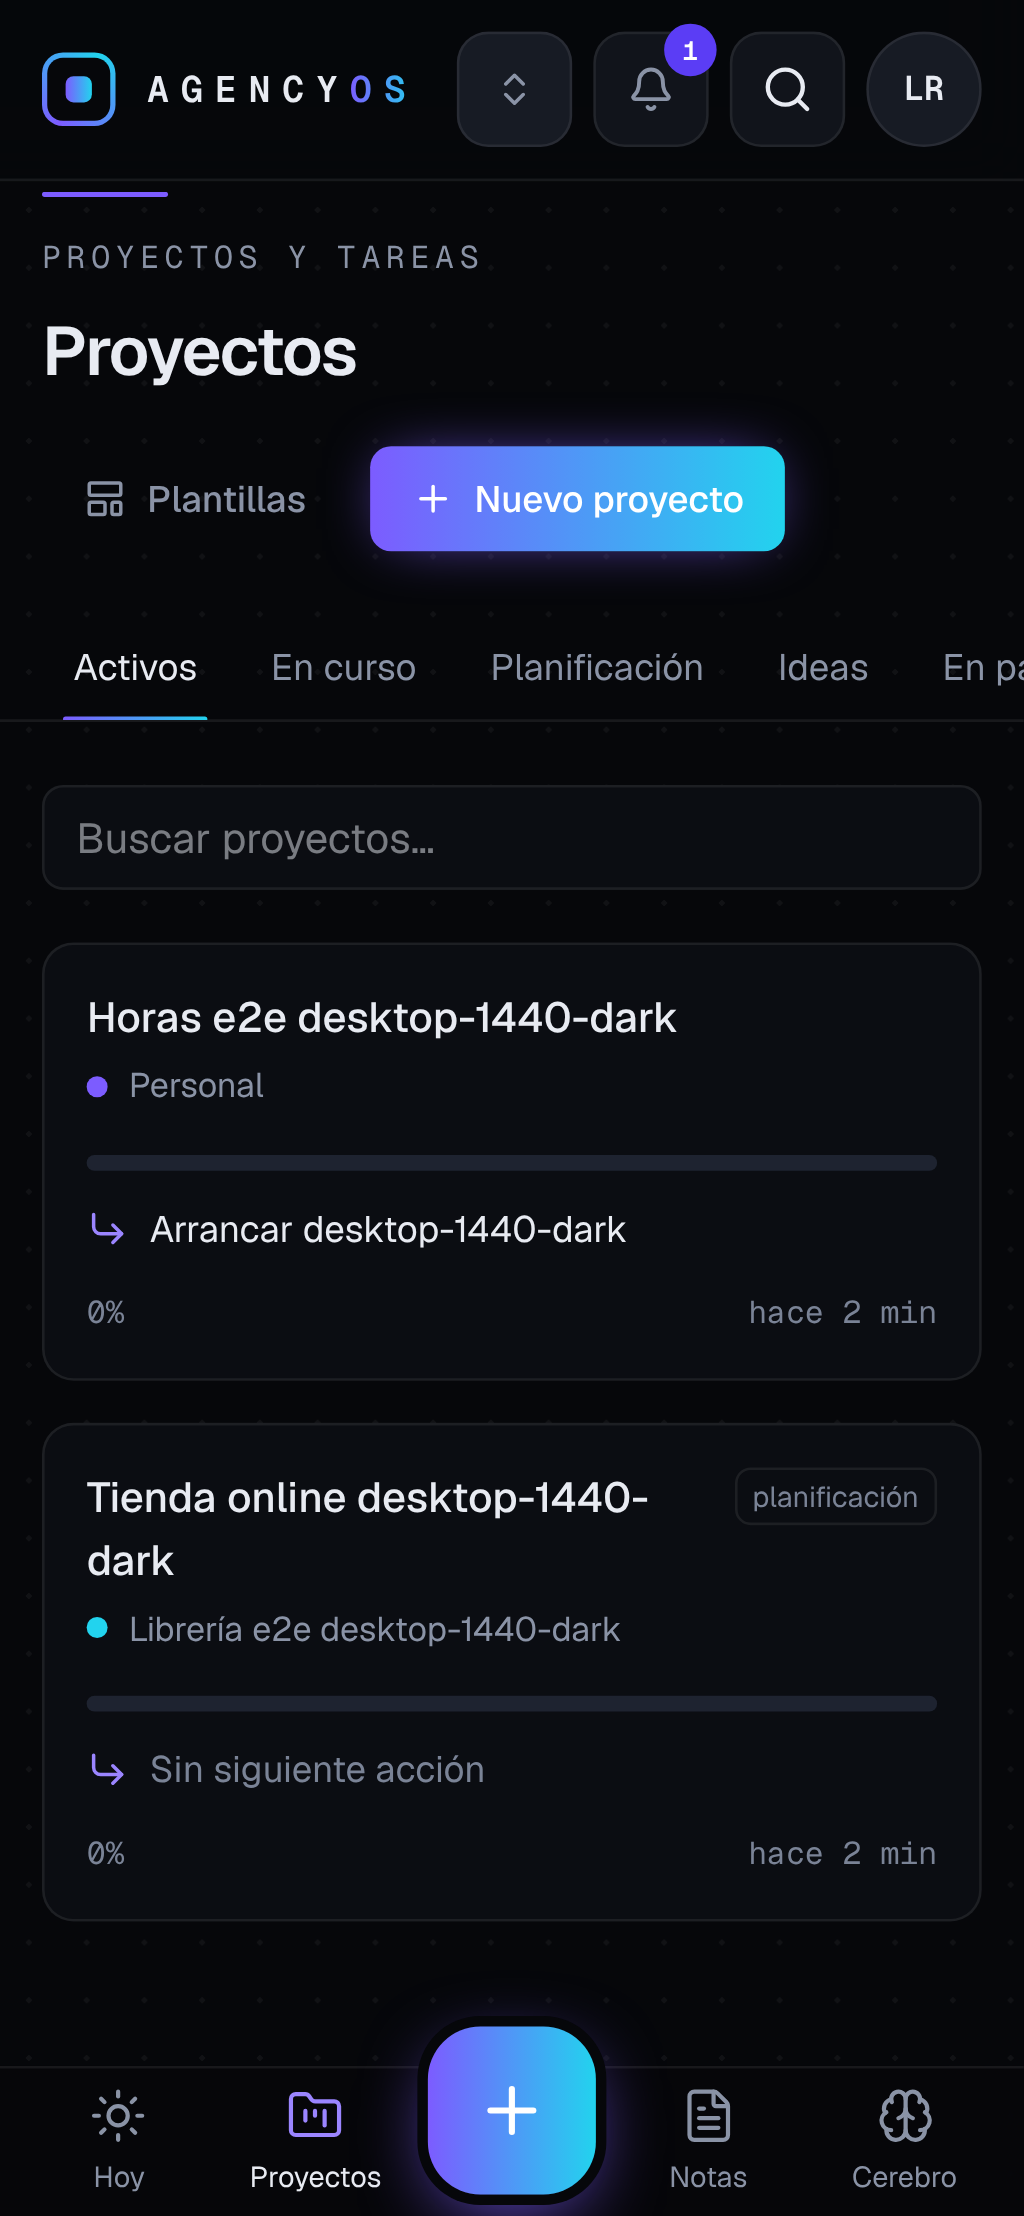 AGENCYOS
1
LR
PROYECTOS Y TAREAS
Proyectos
Plantillas
Nuevo proyecto
Activos
En curso
Planificación
Ideas
En pa
Buscar proyectos...
Horas e2e desktop-1440-dark
Personal
Arrancar desktop-1440-dark
0%
hace 2 min
Tienda online desktop-1440-
dark
planificación
Librería e2e desktop-1440-dark
Sin siguiente acción
0%
hace 2 min
Hoy
Proyectos
Notas
Cerebro